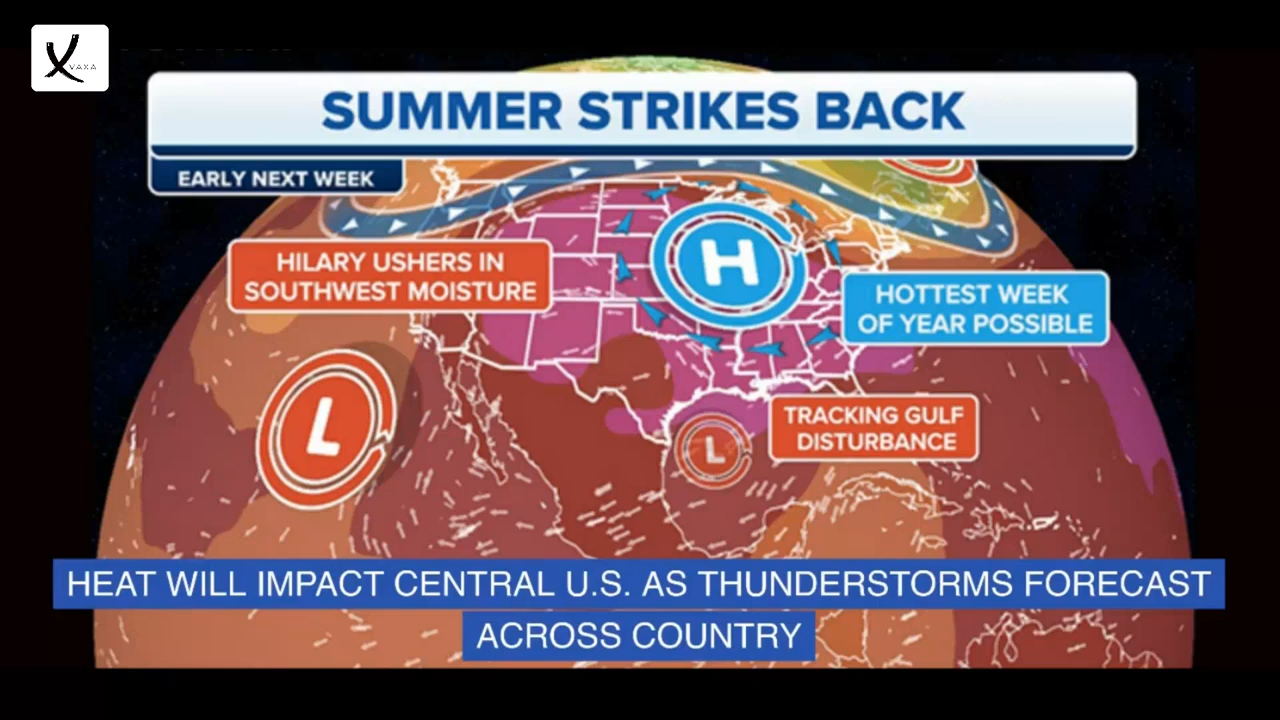 VAXA
SUMMER STRIKES BACK
EARLY NEXT WEEK
HILARY USHERS IN
SOUTHWEST MOISTURE
H
HOTTEST WEEK
OF YEAR POSSIBLE
L
TRACKING GULF
DISTURBANCE
L
HEAT WILL IMPACT CENTRAL U.S. AS THUNDERSTORMS FORECAST
ACROSS COUNTRY